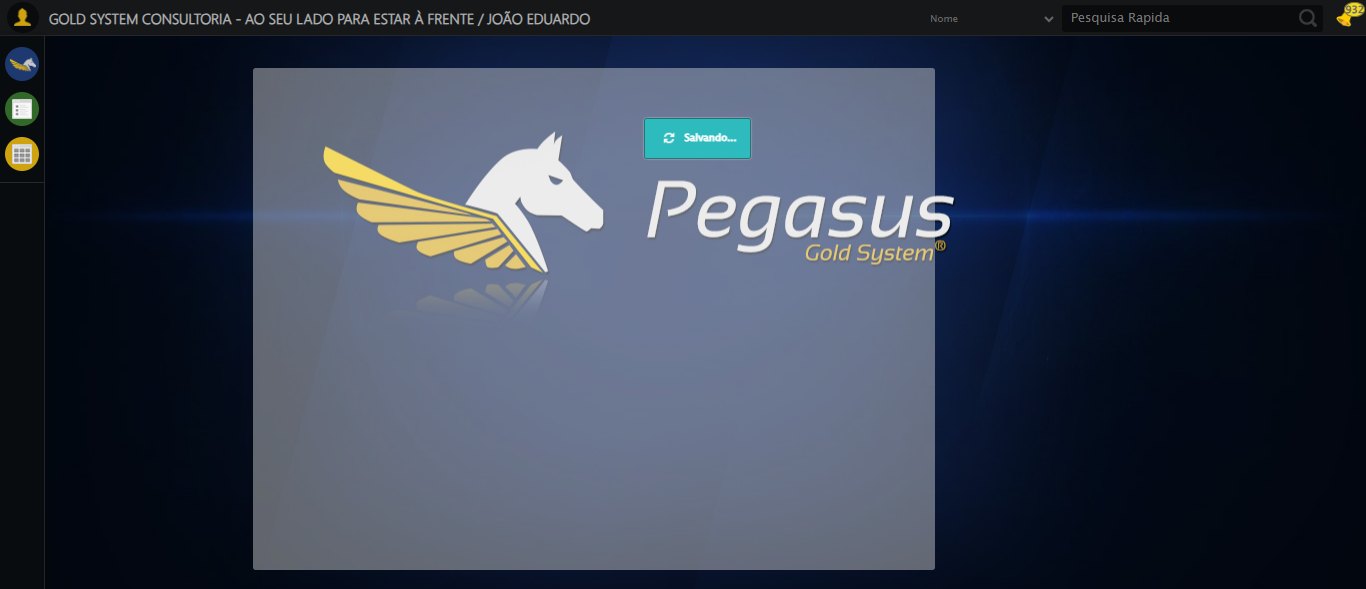 GOLD SYSTEM CONSULTORIA - AO SEU LADO PARA ESTAR À FRENTE / JOÃO EDUARDO
Nome
Pesquisa Rapida
932
Salvando...
Pegasus
Gold System®